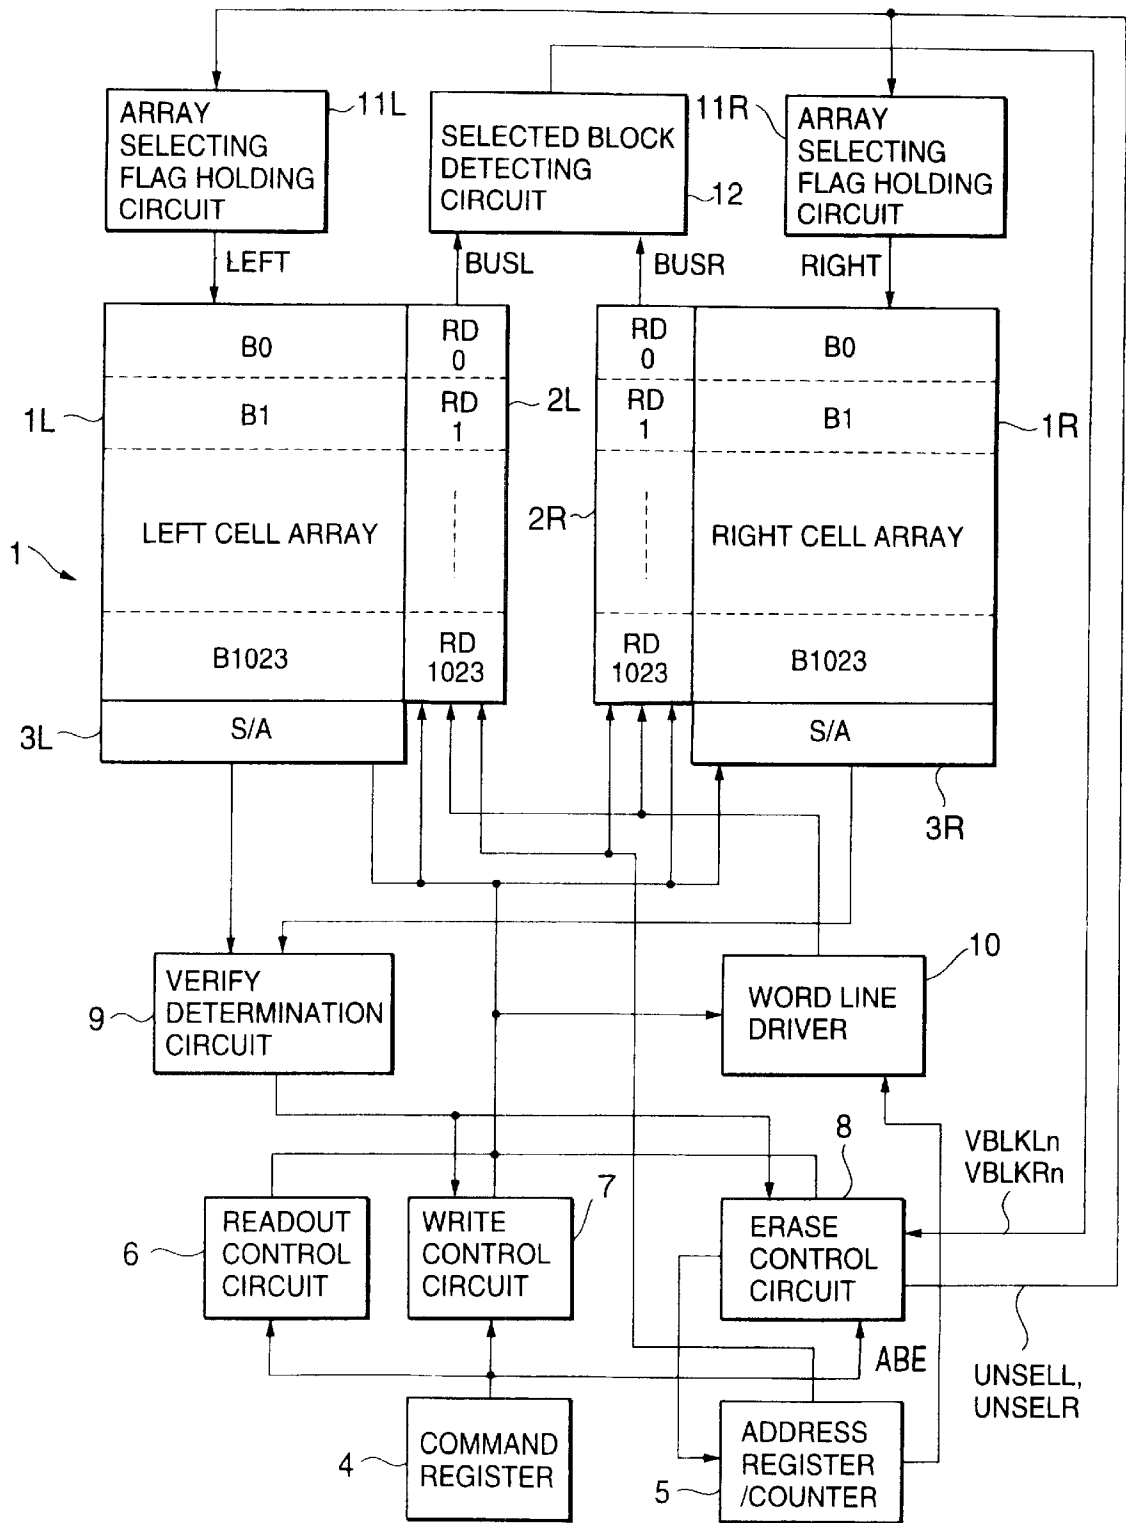 ARRAY
SELECTING
FLAG HOLDING
CIRCUIT
11L
SELECTED BLOCK
DETECTING
CIRCUIT
12
11R
ARRAY
SELECTING
FLAG HOLDING
CIRCUIT
LEFT
BUSL
BUSR
RIGHT
B0
RD
0
RD
0
B0
1L
B1
RD
1
2L
RD
1
B1
1R
1
LEFT CELL ARRAY
2R
RIGHT CELL ARRAY
B1023
RD
1023
RD
1023
B1023
3L
S/A
S/A
3R
9
VERIFY
DETERMINATION
CIRCUIT
10
WORD LINE
DRIVER
8
VBLKLn
VBLKRn
6
READOUT
CONTROL
CIRCUIT
7
WRITE
CONTROL
CIRCUIT
ERASE
CONTROL
CIRCUIT
ABE
UNSELL,
UNSELR
4
COMMAND
REGISTER
5
ADDRESS
REGISTER
/COUNTER